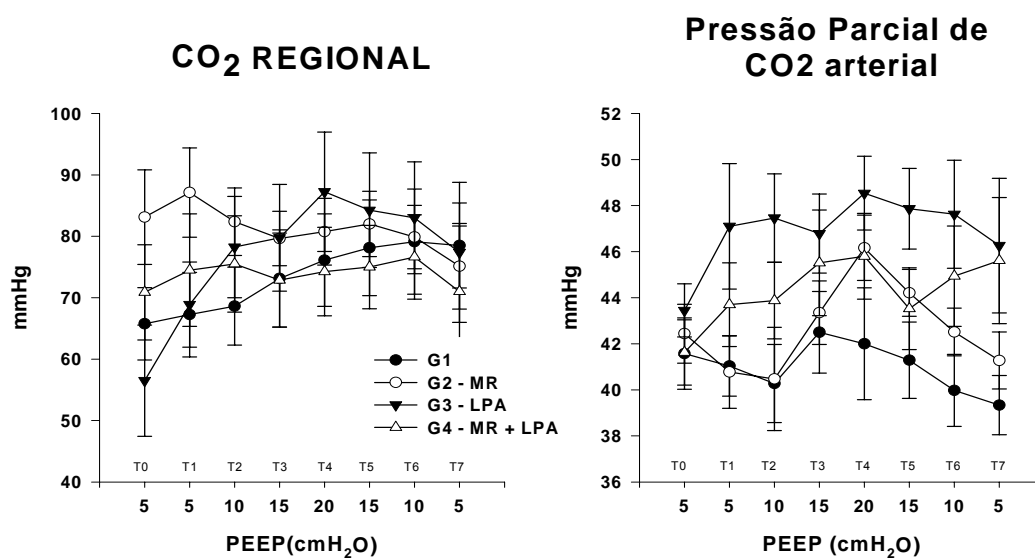 CO2 REGIONAL
100
90
80
70
60
50
40
mmHg
G1
G2 - MR
G3 - LPA
G4 - MR + LPA
T0 T1 T2 T3 T4 T5 T6 T7
5 5 10 15 20 15 10 5
PEEP(cmH2O)
Pressão Parcial de
CO2 arterial
52
50
48
46
44
42
40
38
36
mmHg
T0 T1 T2 T3 T4 T5 T6 T7
5 5 10 15 20 15 10 5
PEEP (cmH2O)